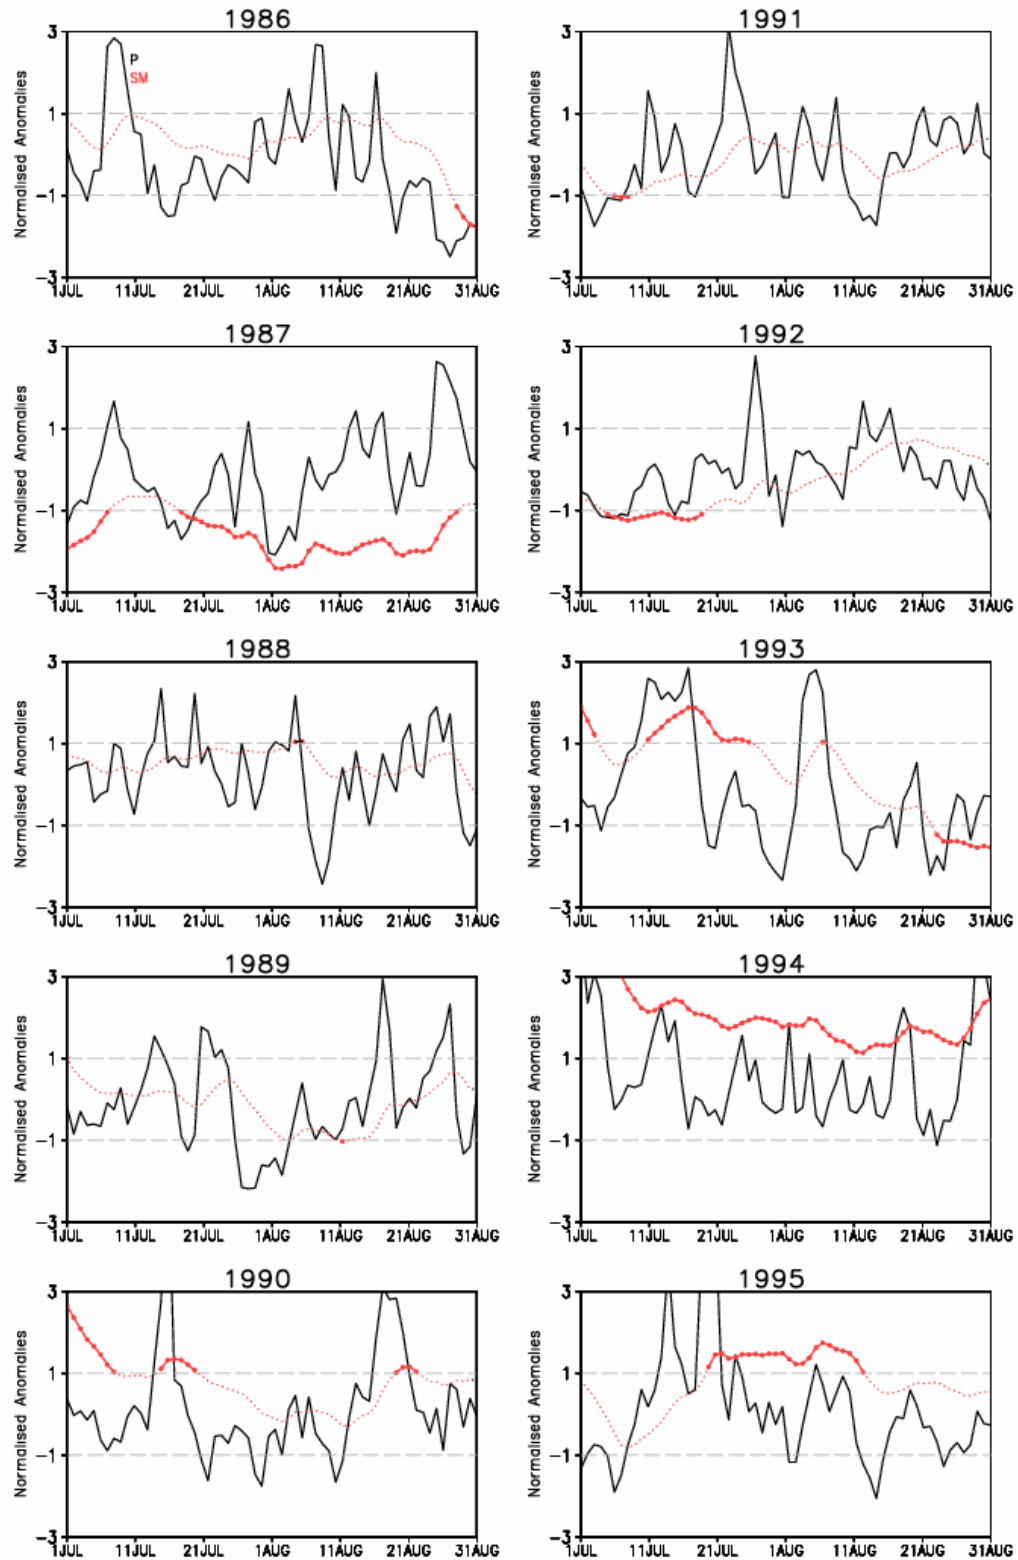 1986
3
1
-1
-3
Normalised Anomalies
P
SM
1JUL 11JUL 21JUL 1AUG 11AUG 21AUG 31AUG
1991
3
1
-1
-3
Normalised Anomalies
1JUL 11JUL 21JUL 1AUG 11AUG 21AUG 31AUG
1987
3
1
-1
-3
Normalised Anomalies
1JUL 11JUL 21JUL 1AUG 11AUG 21AUG 31AUG
1992
3
1
-1
-3
Normalised Anomalies
1JUL 11JUL 21JUL 1AUG 11AUG 21AUG 31AUG
1988
3
1
-1
-3
Normalised Anomalies
1JUL 11JUL 21JUL 1AUG 11AUG 21AUG 31AUG
1993
3
1
-1
-3
Normalised Anomalies
1JUL 11JUL 21JUL 1AUG 11AUG 21AUG 31AUG
1989
3
1
-1
-3
Normalised Anomalies
1JUL 11JUL 21JUL 1AUG 11AUG 21AUG 31AUG
1994
3
1
-1
-3
Normalised Anomalies
1JUL 11JUL 21JUL 1AUG 11AUG 21AUG 31AUG
1990
3
1
-1
-3
Normalised Anomalies
1JUL 11JUL 21JUL 1AUG 11AUG 21AUG 31AUG
1995
3
1
-1
-3
Normalised Anomalies
1JUL 11JUL 21JUL 1AUG 11AUG 21AUG 31AUG